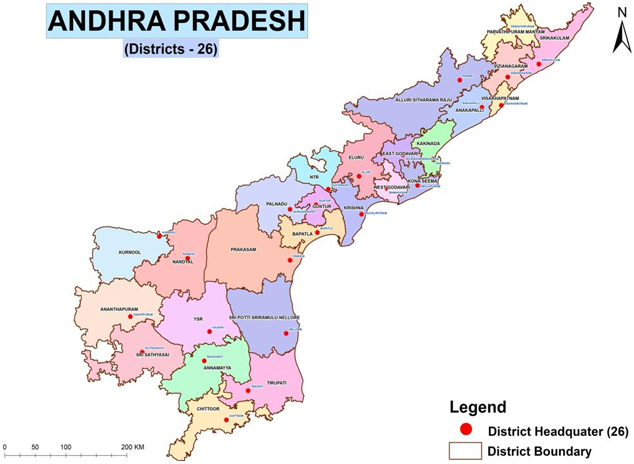 ANDHRA PRADESH
(Districts - 26)
N
PARVATHIPURAM MANYAM
SRIKAKULAM
VIZIANAGARAM
ALLURI SITHARAMA RAJU
VISAKHAPATNAM
ANAKAPALLI
KAKINADA
EAST GODAVARI
ELURU
NTR
KONA SEEMA
WEST GODAVARI
PALNADU
GUNTUR
KRISHNA
BAPATLA
PRAKASAM
KURNOOL
NANDYAL
ANANTHAPURAM
YSR
SRI POTTI SRIRAMULU NELLORE
SRI SATHYASAI
ANNAMAYYA
TIRUPATI
CHITTOOR
Legend
District Headquater (26)
District Boundary
0 50 100 200 KM